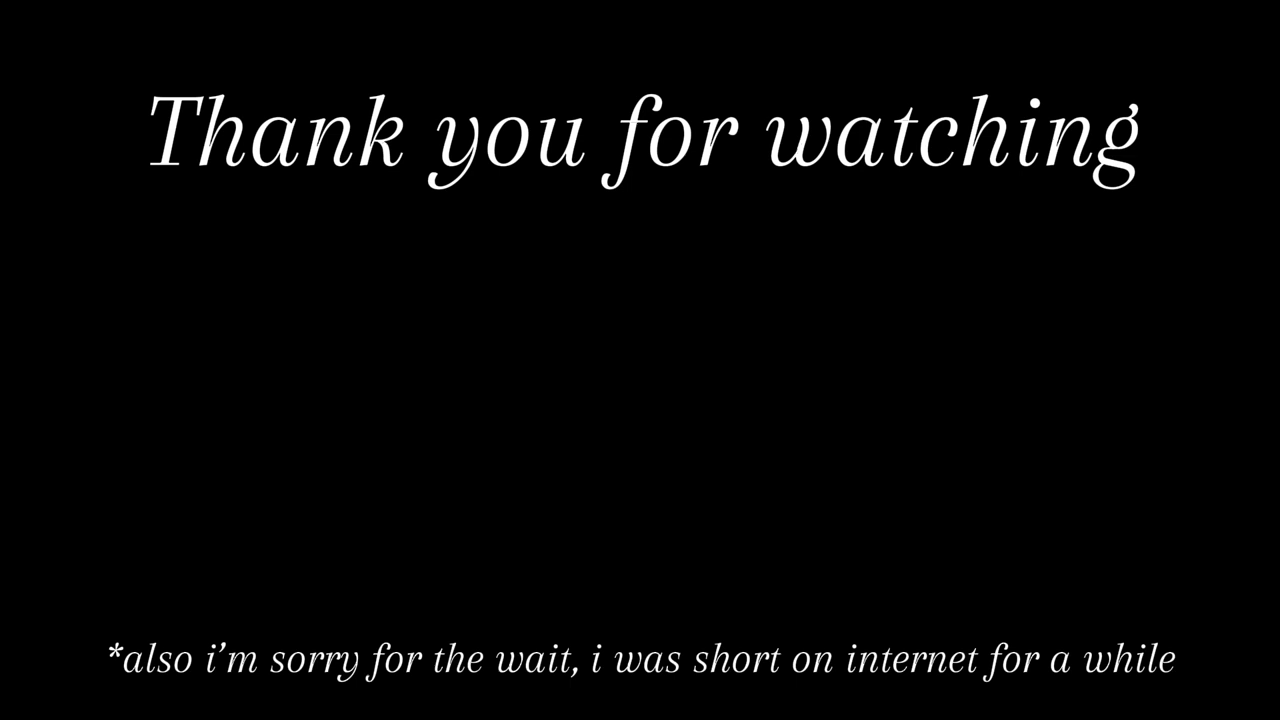 Thank you for watching
*also i’m sorry for the wait, i was short on internet for a while